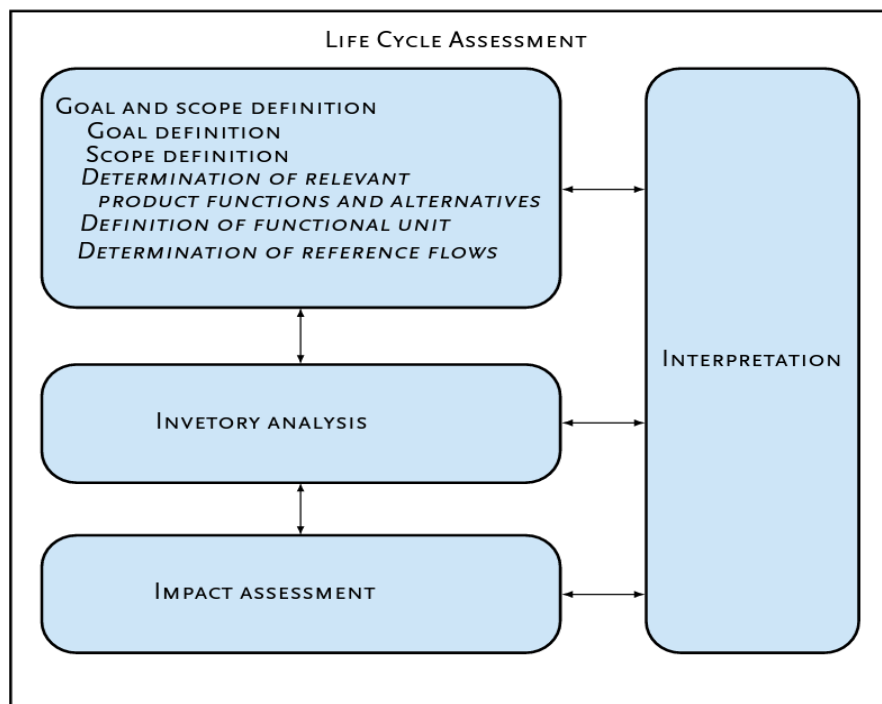 Life Cycle Assessment
Goal and scope definition
Goal definition
Scope definition
Determination of relevant
product functions and alternatives
Definition of functional unit
Determination of reference flows
Interpretation
Invetory analysis
Impact assessment